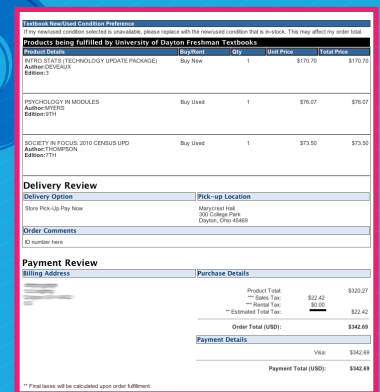 Textbook New/Used Condition Preference
If my new/used condition selected is unavailable, please replace with the new/used condition that is in-stock. This may affect my order total.
Products being fulfilled by University of Dayton Freshman Textbooks
Product Details Buy/Rent Qty Unit Price Total Price
INTRO STATS (TECHNOLOGY UPDATE PACKAGE) Buy New 1 $170.70 $170.70
Author:DEVEAUX
Edition:3
PSYCHOLOGY IN MODULES Buy Used 1 $76.07 $76.07
Author:MYERS
Edition:9TH
SOCIETY IN FOCUS: 2010 CENSUS UPD Buy Used 1 $73.50 $73.50
Author:THOMPSON
Edition:7TH
Delivery Review
Delivery Option Pick-up Location
Store Pick-Up Pay Now Marycrest Hall
300 College Park
Dayton, Ohio 45469
Order Comments
ID number here
Payment Review
Billing Address Purchase Details
Product Total: $320.27
*** Sales Tax: $22.42
*** Rental Tax: $0.00
** Estimated Total Tax: $22.42
Order Total (USD): $342.69
Payment Details
Visa: $342.69
Payment Total (USD): $342.69
** Final taxes will be calculated upon order fulfillment